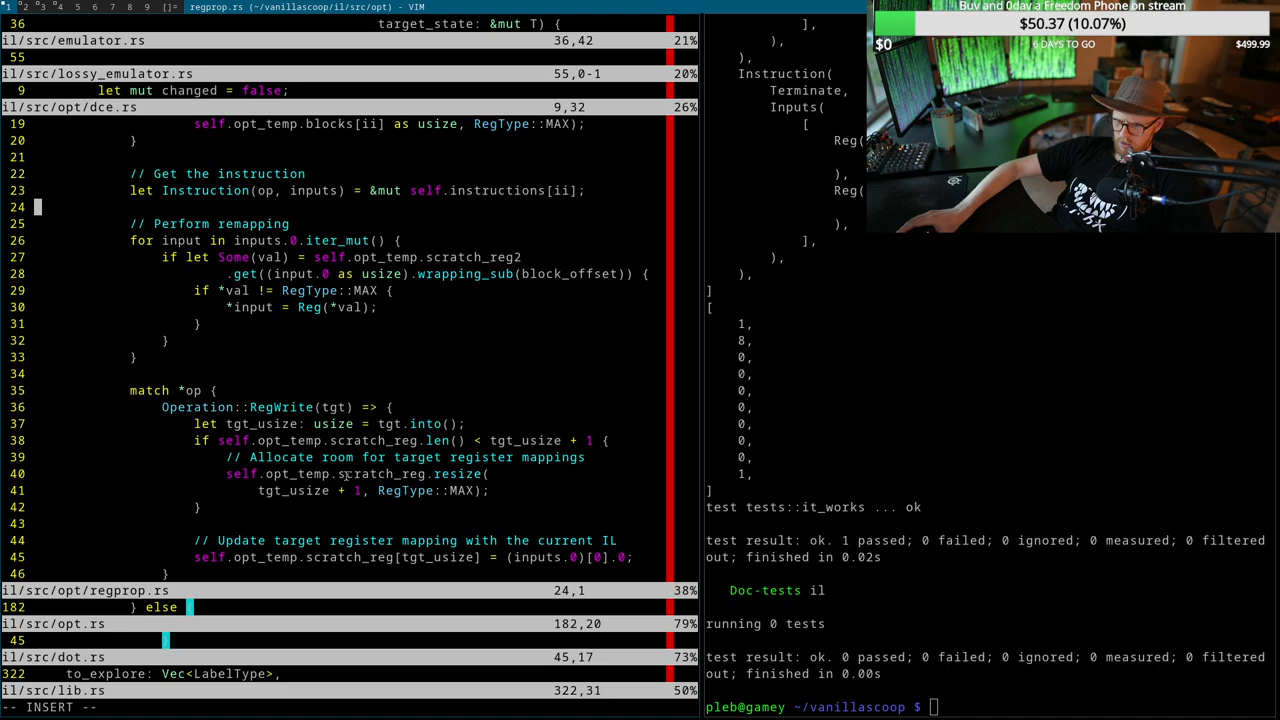 1 2 3 4 5 6 7 8 9 []= regprop.rs (~/vanillascoop/il/src/opt) - VIM
36 target_state: &mut T) {
il/src/emulator.rs 36,42 21%
55
il/src/lossy_emulator.rs 55,0-1 20%
9 let mut changed = false;
il/src/opt/dce.rs 9,32 26%
19 self.opt_temp.blocks[ii] as usize, RegType::MAX);
20 }
21
22 // Get the instruction
23 let Instruction(op, inputs) = &mut self.instructions[ii];
24
25 // Perform remapping
26 for input in inputs.0.iter_mut() {
27 if let Some(val) = self.opt_temp.scratch_reg2
28 .get((input.0 as usize).wrapping_sub(block_offset)) {
29 if *val != RegType::MAX {
30 *input = Reg(*val);
31 }
32 }
33 }
34
35 match *op {
36 Operation::RegWrite(tgt) => {
37 let tgt_usize: usize = tgt.into();
38 if self.opt_temp.scratch_reg.len() < tgt_usize + 1 {
39 // Allocate room for target register mappings
40 self.opt_temp.scratch_reg.resize(
41 tgt_usize + 1, RegType::MAX);
42 }
43
44 // Update target register mapping with the current IL
45 self.opt_temp.scratch_reg[tgt_usize] = (inputs.0)[0].0;
46 }
il/src/opt/regprop.rs 24,1 38%
182 } else {
il/src/opt.rs 182,20 79%
45 }
il/src/dot.rs 45,17 73%
322 to_explore: Vec<LabelType>,
il/src/lib.rs 322,31 50%
-- INSERT --
],
),
),
Instruction(
Terminate,
Inputs(
[
Reg(
),
Reg(
),
],
),
),
]
[
1,
8,
0,
0,
0,
0,
0,
0,
0,
1,
]
test tests::it_works ... ok
test result: ok. 1 passed; 0 failed; 0 ignored; 0 measured; 0 filtered
out; finished in 0.02s
Doc-tests il
running 0 tests
test result: ok. 0 passed; 0 failed; 0 ignored; 0 measured; 0 filtered
out; finished in 0.00s
pleb@gamey ~/vanillascoop $
Buy and 0day a Freedom Phone on stream
$50.37 (10.07%)
$0 6 DAYS TO GO $499.99